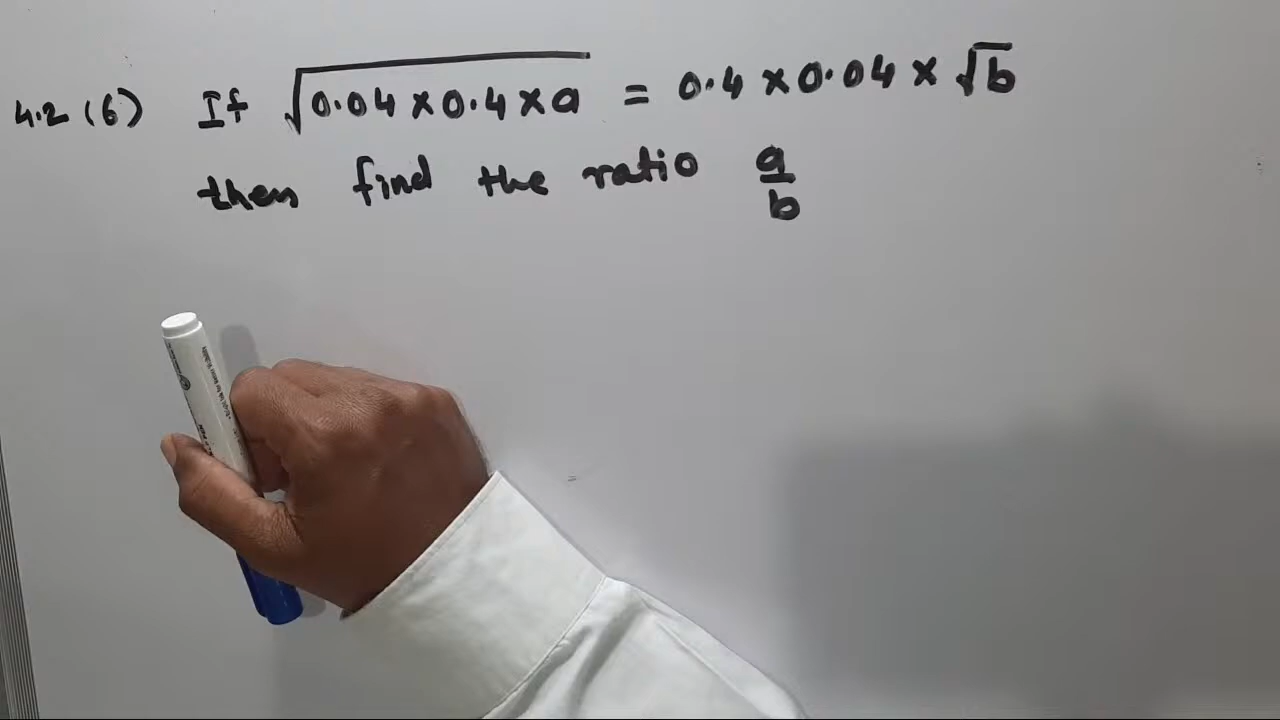 4.2 (6) If √0.04 × 0.4 × a = 0.4 × 0.04 × √b
then find the ratio a/b